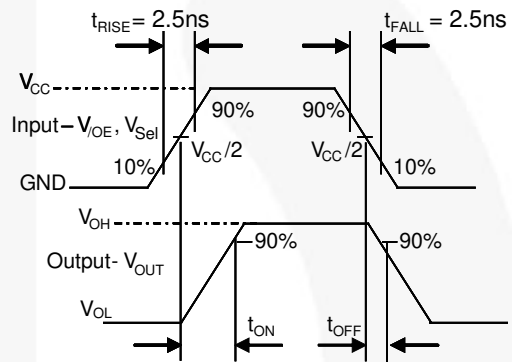 tRISE = 2.5ns
tFALL = 2.5ns
VCC
90%
90%
Input– V/OE, VSel
VCC/2
VCC/2
10%
10%
GND
VOH
90%
90%
Output- VOUT
VOL
tON
tOFF